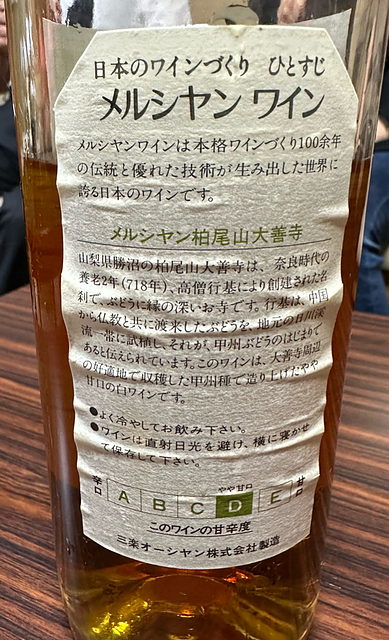 日本のワインづくり ひとすじ
メルシャン ワイン
メルシャンワインは本格ワインづくり100余年
の伝統と優れた技術が生み出した世界に
誇る日本のワインです。
メルシャン柏尾山大善寺
山梨県勝沼の柏尾山大善寺は、奈良時代の
養老2年(718年)、高僧行基により創建された名
刹で、ぶどうに縁の深いお寺です。行基は、中国
から仏教と共に渡来したぶどうを、地元の日川渓
流一帯に試植し、それが、甲州ぶどうのはじまりで
あると伝えられています。このワインは、大善寺周辺
の好適地で収穫した甲州種で造り上げたやや
甘口の白ワインです。
●よく冷やしてお飲み下さい。
●ワインは直射日光を避け、横に寝かせ
て保存して下さい。
やや甘口
辛口 A B C D E 甘口
このワインの甘辛度
三楽オーシャン株式会社製造